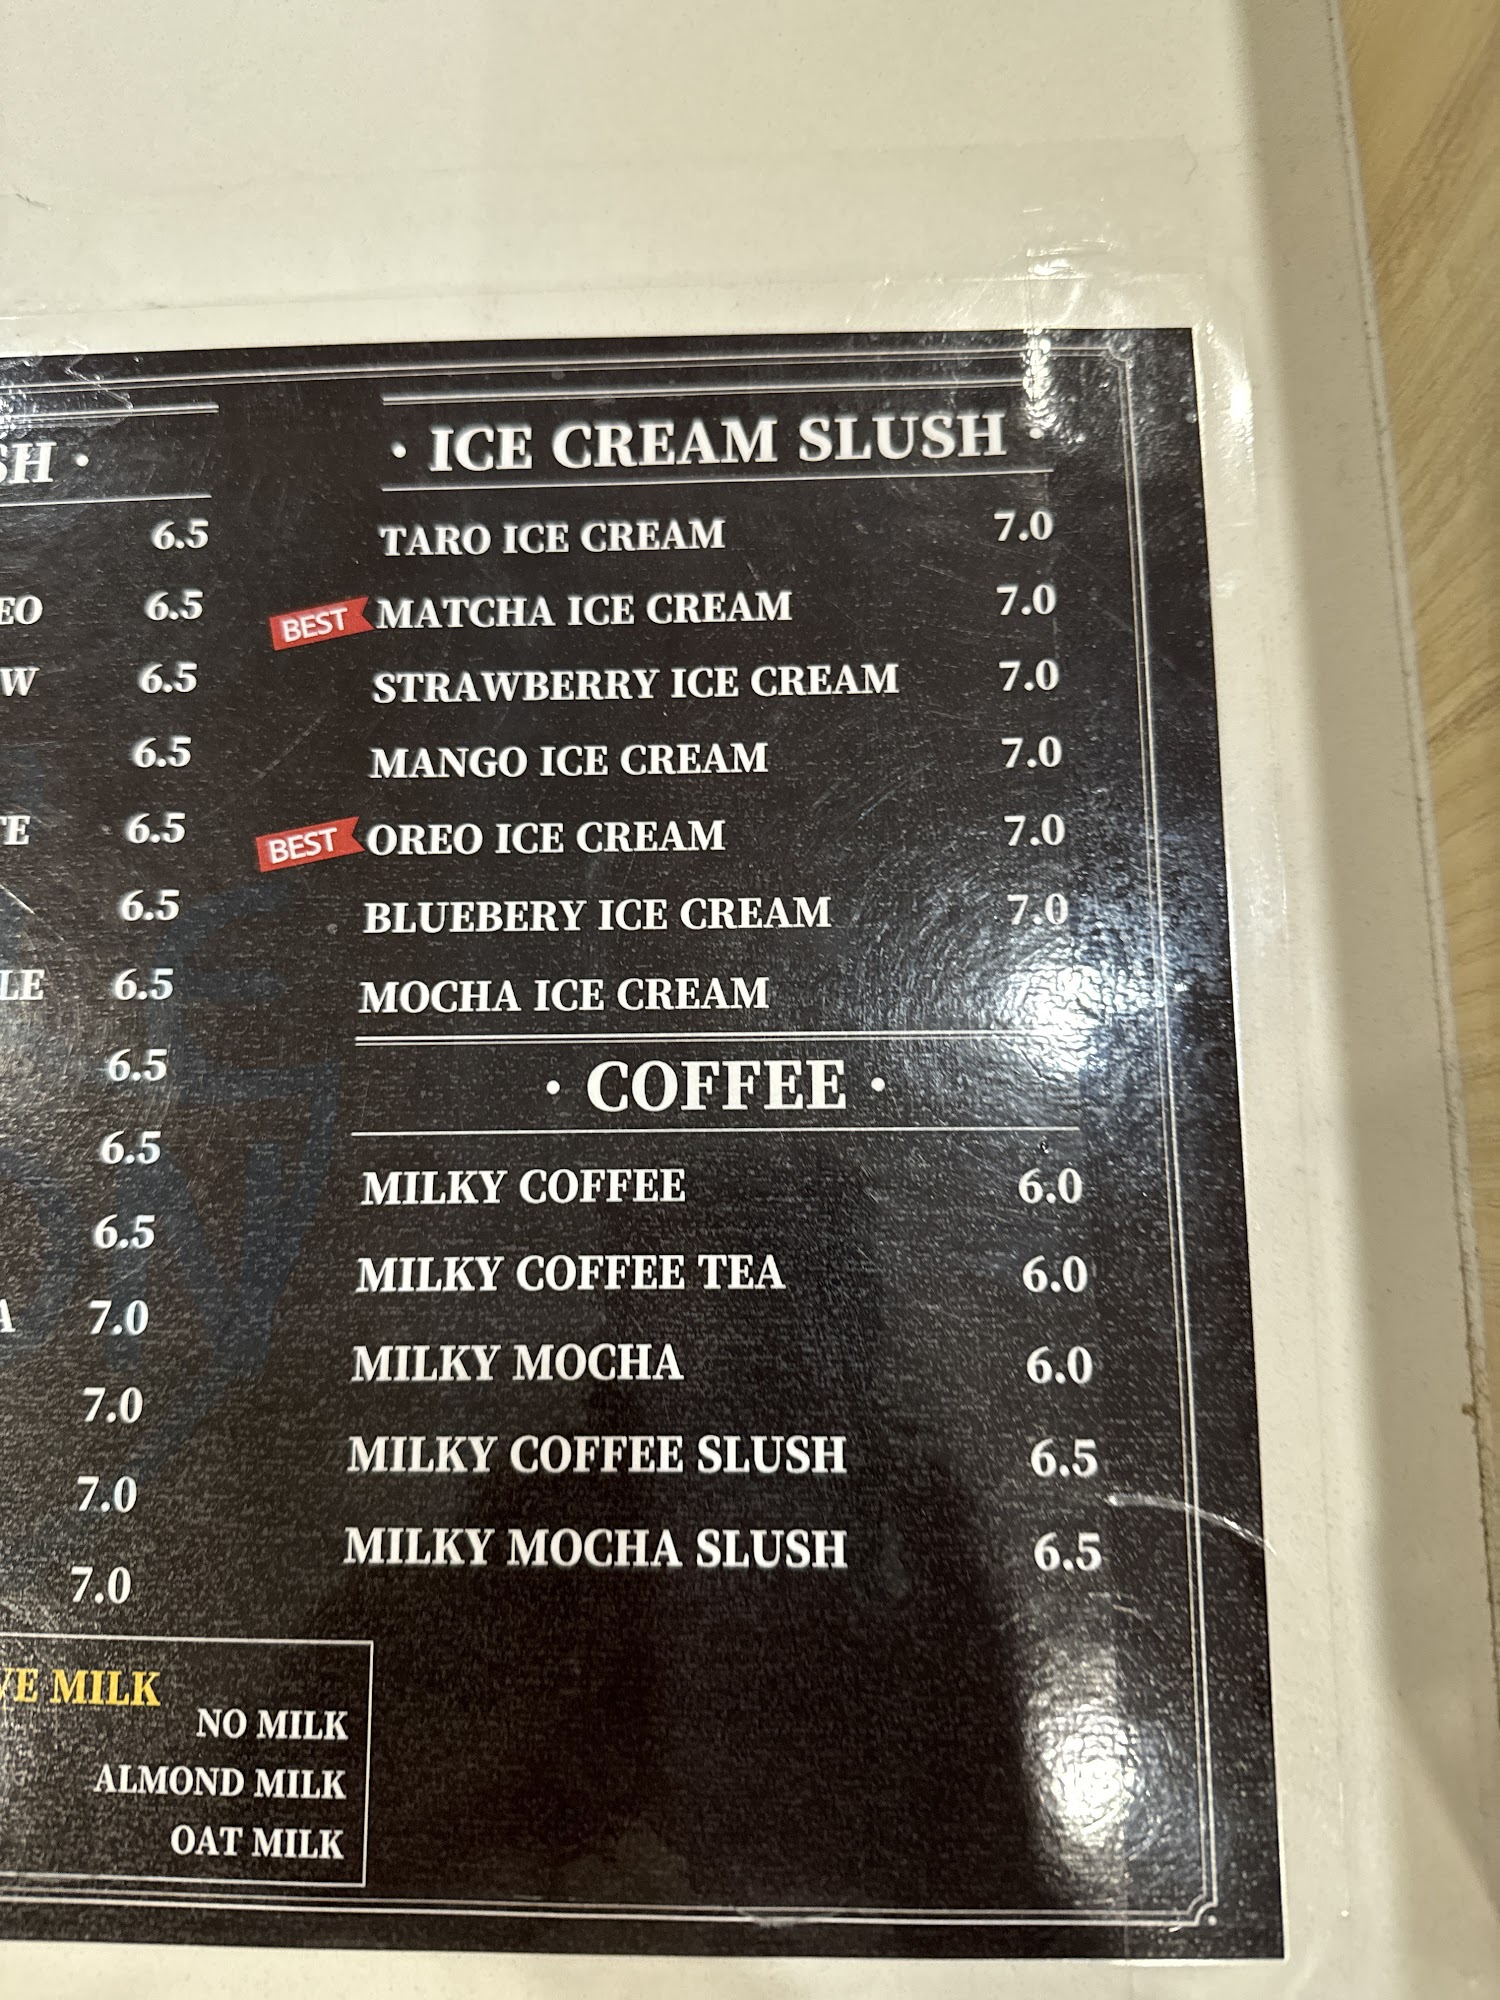 SH ·
6.5
EO 6.5
W 6.5
6.5
TE 6.5
6.5
LE 6.5
6.5
6.5
6.5
A 7.0
7.0
7.0
7.0
VE MILK
NO MILK
ALMOND MILK
OAT MILK
· ICE CREAM SLUSH ·
TARO ICE CREAM 7.0
BEST MATCHA ICE CREAM 7.0
STRAWBERRY ICE CREAM 7.0
MANGO ICE CREAM 7.0
BEST OREO ICE CREAM 7.0
BLUEBERY ICE CREAM 7.0
MOCHA ICE CREAM
· COFFEE ·
MILKY COFFEE 6.0
MILKY COFFEE TEA 6.0
MILKY MOCHA 6.0
MILKY COFFEE SLUSH 6.5
MILKY MOCHA SLUSH 6.5